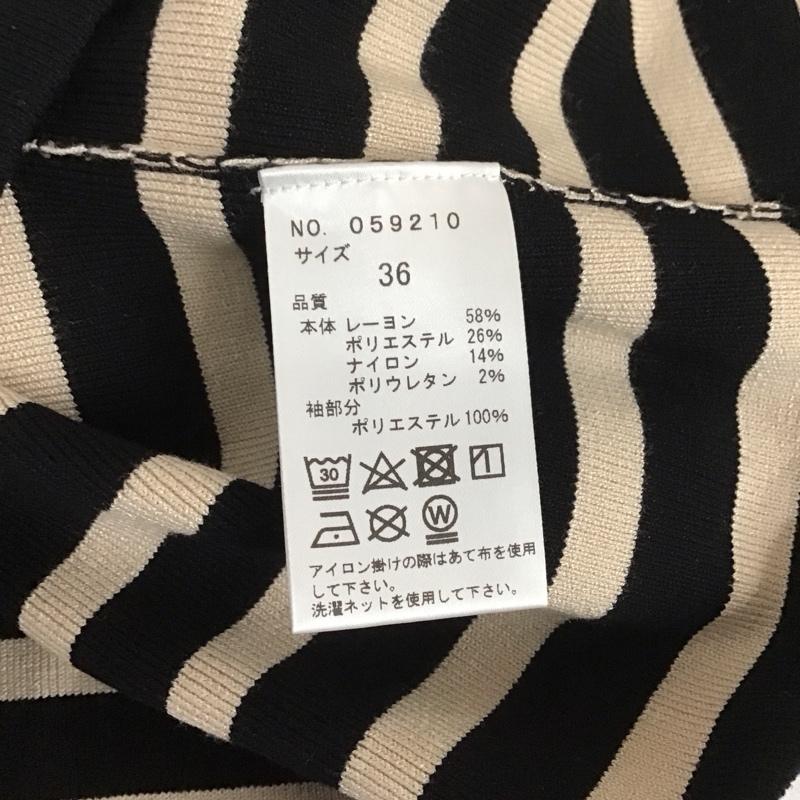 NO. 059210
サイズ
36
品質
本体 レーヨン 58%
ポリエステル 26%
ナイロン 14%
ポリウレタン 2%
袖部分
ポリエステル 100%
30
W
アイロン掛けの際はあて布を使用
して下さい。
洗濯ネットを使用して下さい。